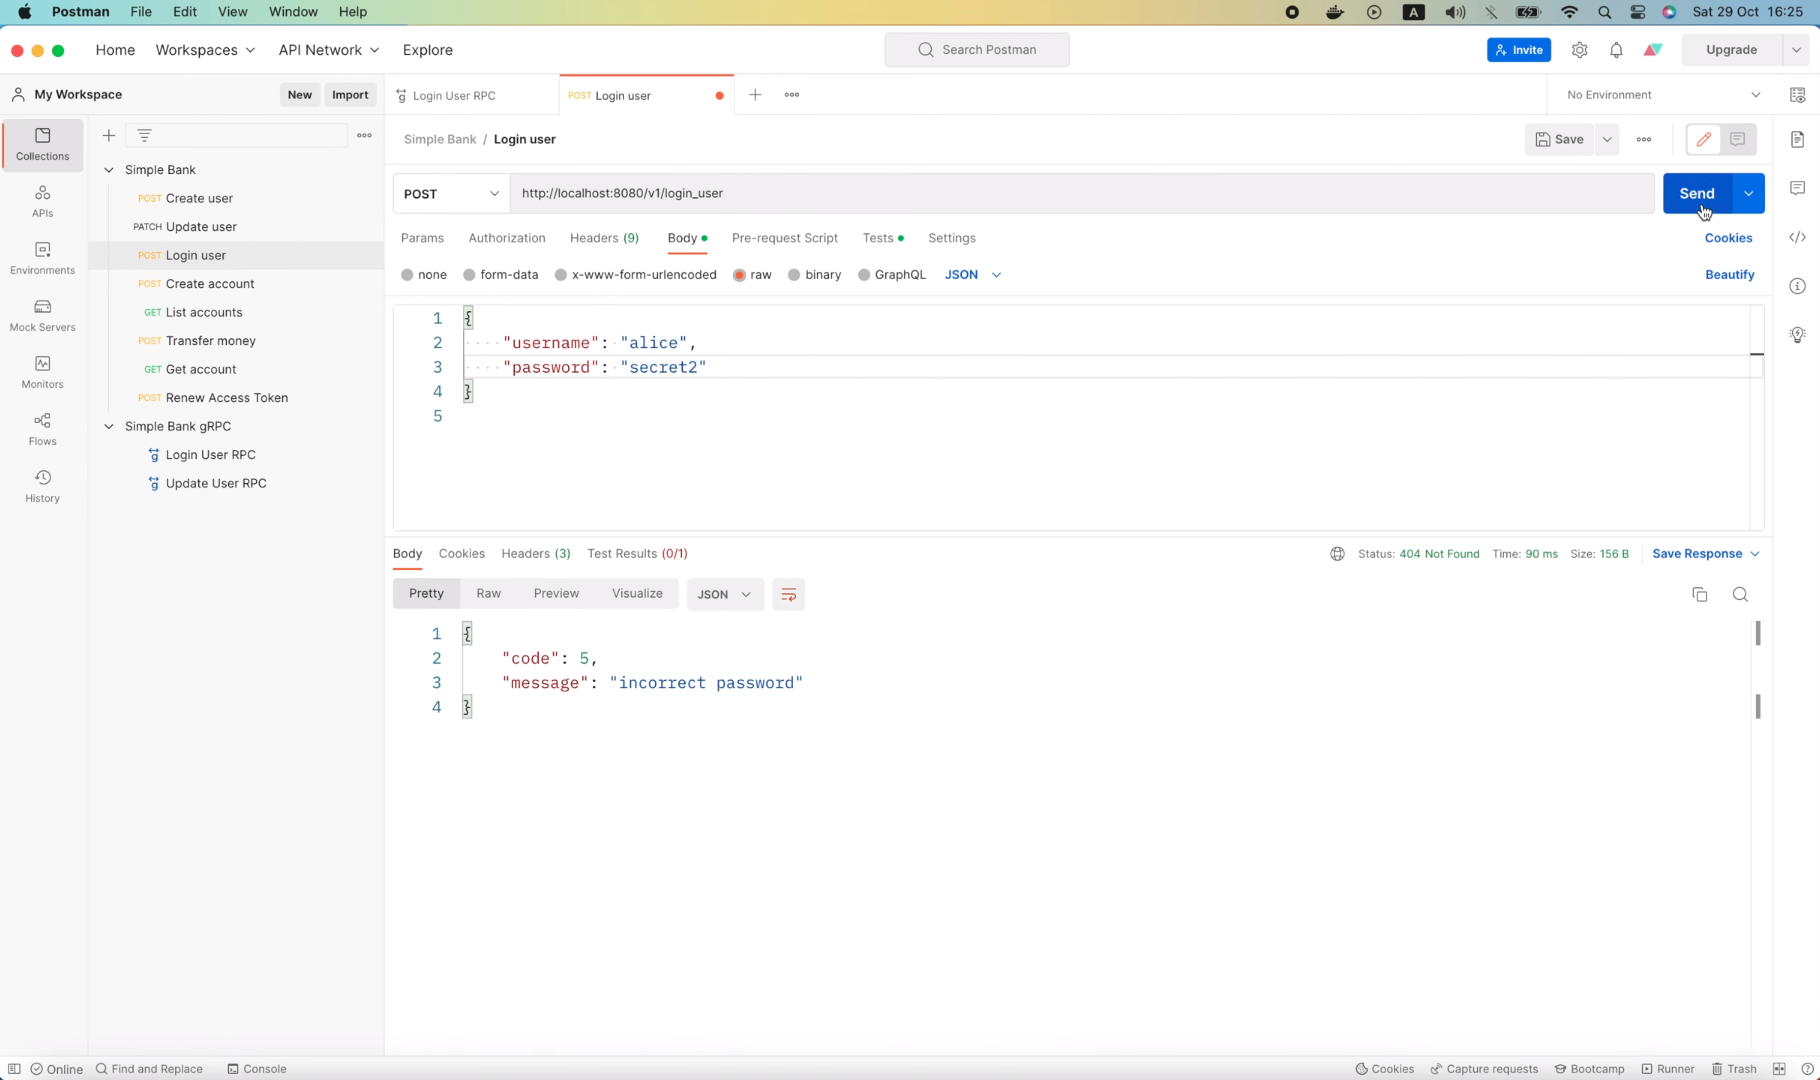 Postman File Edit View Window Help A Sat 29 Oct 16:25
Home Workspaces API Network Explore Search Postman Invite Upgrade
My Workspace New Import Login User RPC POST Login user No Environment
Collections
APIs
Environments
Mock Servers
Monitors
Flows
History
Simple Bank
POST Create user
PATCH Update user
POST Login user
POST Create account
GET List accounts
POST Transfer money
GET Get account
POST Renew Access Token
Simple Bank gRPC
Login User RPC
Update User RPC
Simple Bank / Login user Save
POST http://localhost:8080/v1/login_user Send
Params Authorization Headers (9) Body Pre-request Script Tests Settings Cookies
none form-data x-www-form-urlencoded raw binary GraphQL JSON Beautify
1 {
2 "username": "alice",
3 "password": "secret2"
4 }
5
Body Cookies Headers (3) Test Results (0/1) Status: 404 Not Found Time: 90 ms Size: 156 B Save Response
Pretty Raw Preview Visualize JSON
1 {
2 "code": 5,
3 "message": "incorrect password"
4 }
Online Find and Replace Console Cookies Capture requests Bootcamp Runner Trash